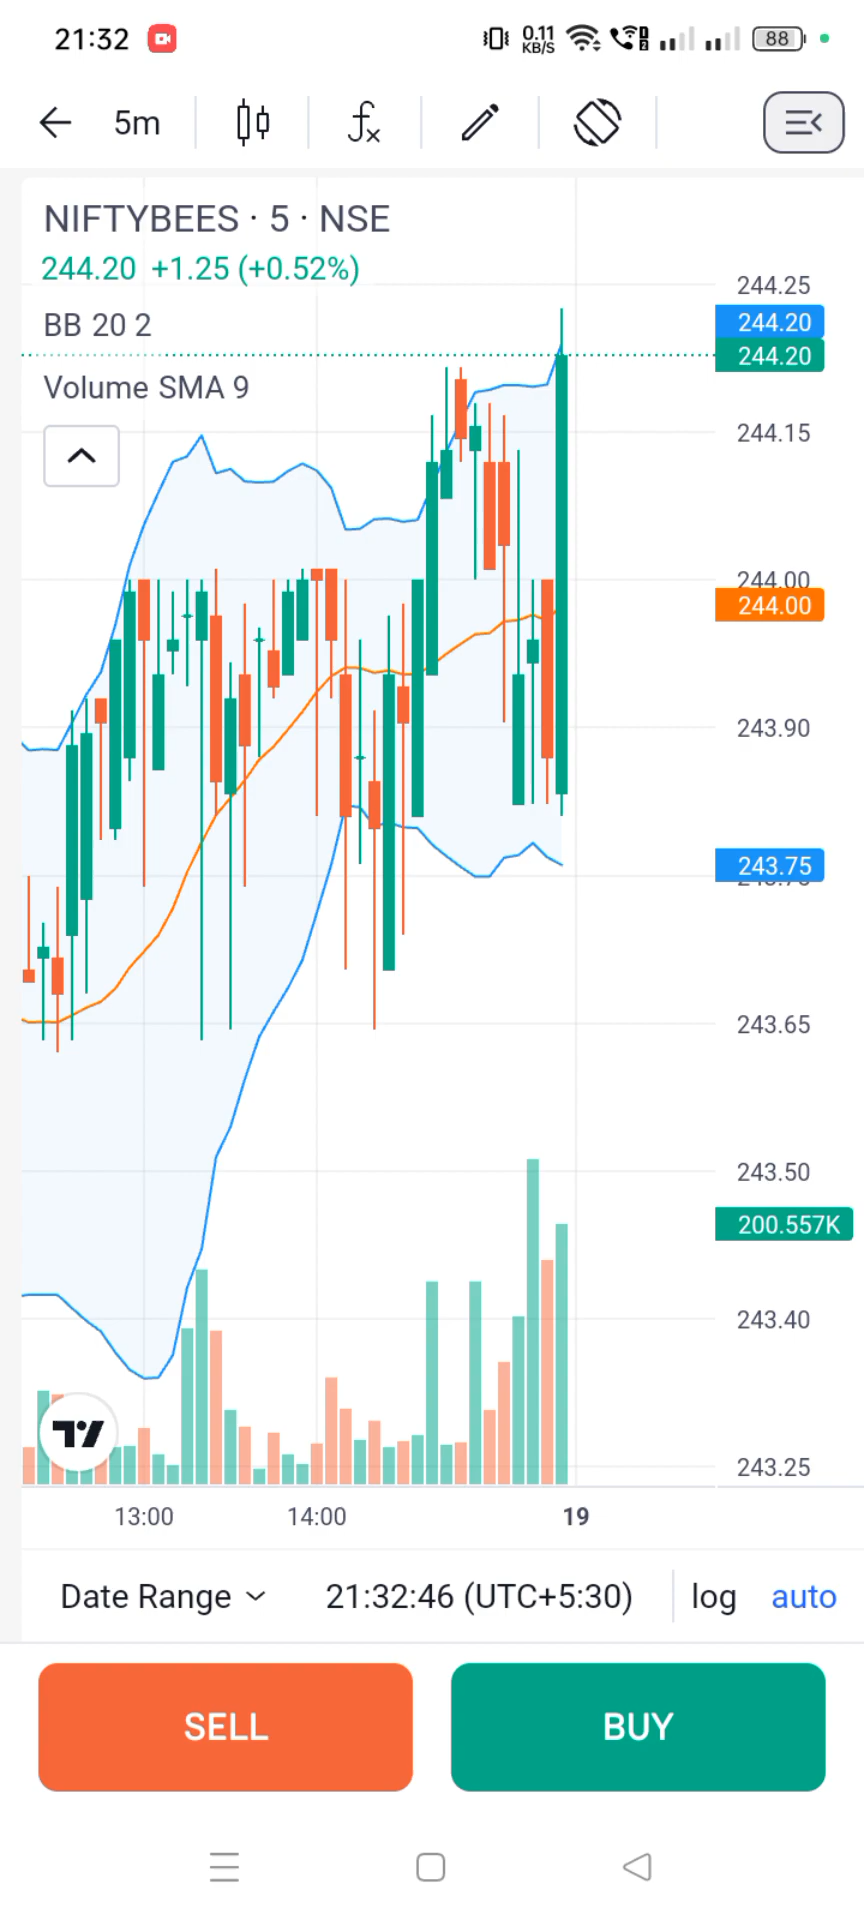 21:32
0.11
KB/S
1
2
88
5m
fx
NIFTYBEES · 5 · NSE
244.20 +1.25 (+0.52%)
BB 20 2
Volume SMA 9
244.25
244.20
244.20
244.15
244.00
244.00
243.90
243.75
243.65
243.50
200.557K
243.40
243.25
13:00
14:00
19
Date Range
21:32:46 (UTC+5:30)
log
auto
SELL
BUY